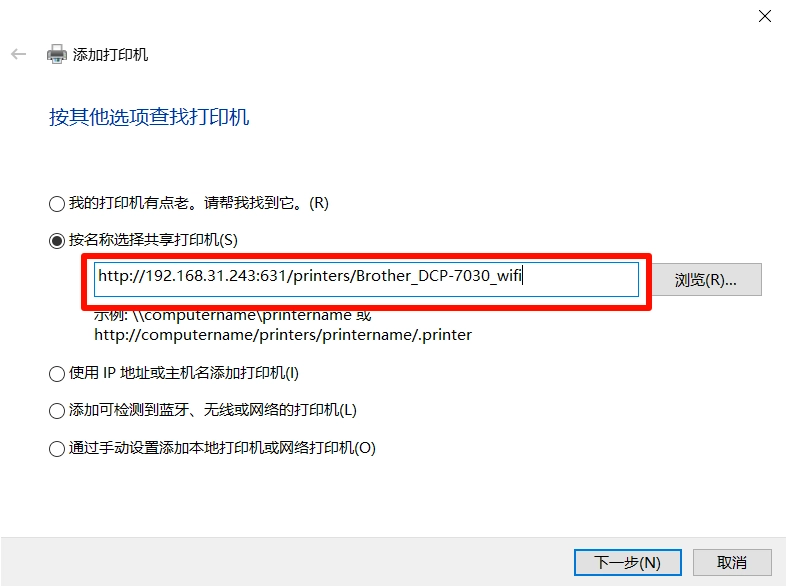 添加打印机
按其他选项查找打印机
我的打印机有点老。请帮我找到它。(R)
按名称选择共享打印机(S)
http://192.168.31.243:631/printers/Brother_DCP-7030_wifi
浏览(R)...
示例: \\computername\printername 或
http://computername/printers/printername/.printer
使用 IP 地址或主机名添加打印机(I)
添加可检测到蓝牙、无线或网络的打印机(L)
通过手动设置添加本地打印机或网络打印机(O)
下一步(N)
取消